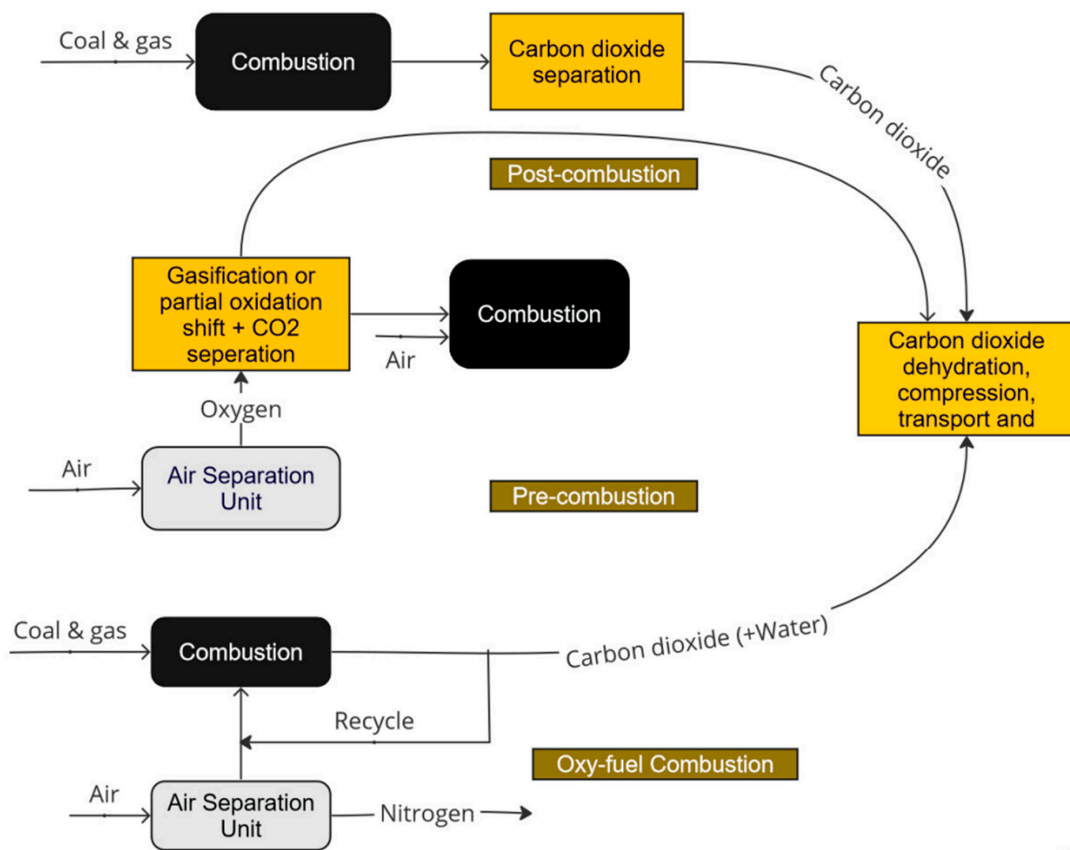 Coal & gas
Combustion
Carbon dioxide
separation
Carbon dioxide
Post-combustion
Gasification or
partial oxidation
shift + CO2
seperation
Combustion
Air
Carbon dioxide
dehydration,
compression,
transport and
Oxygen
Air
Air Separation
Unit
Pre-combustion
Coal & gas
Combustion
Carbon dioxide (+Water)
Recycle
Oxy-fuel Combustion
Air
Air Separation
Unit
Nitrogen